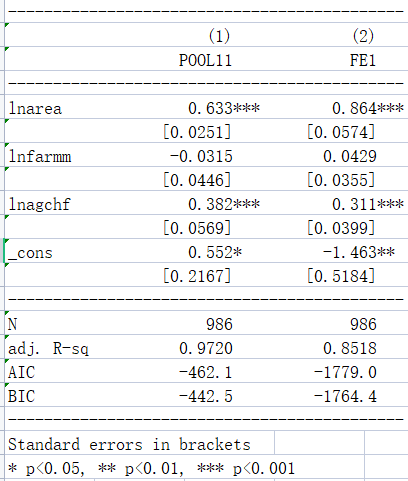 (1) (2)
POOL11 FE1
lnarea 0.633*** 0.864***
[0.0251] [0.0574]
lnfarmm -0.0315 0.0429
[0.0446] [0.0355]
lnagchf 0.382*** 0.311***
[0.0569] [0.0399]
_cons 0.552* -1.463**
[0.2167] [0.5184]
N 986 986
adj. R-sq 0.9720 0.8518
AIC -462.1 -1779.0
BIC -442.5 -1764.4
Standard errors in brackets
* p<0.05, ** p<0.01, *** p<0.001